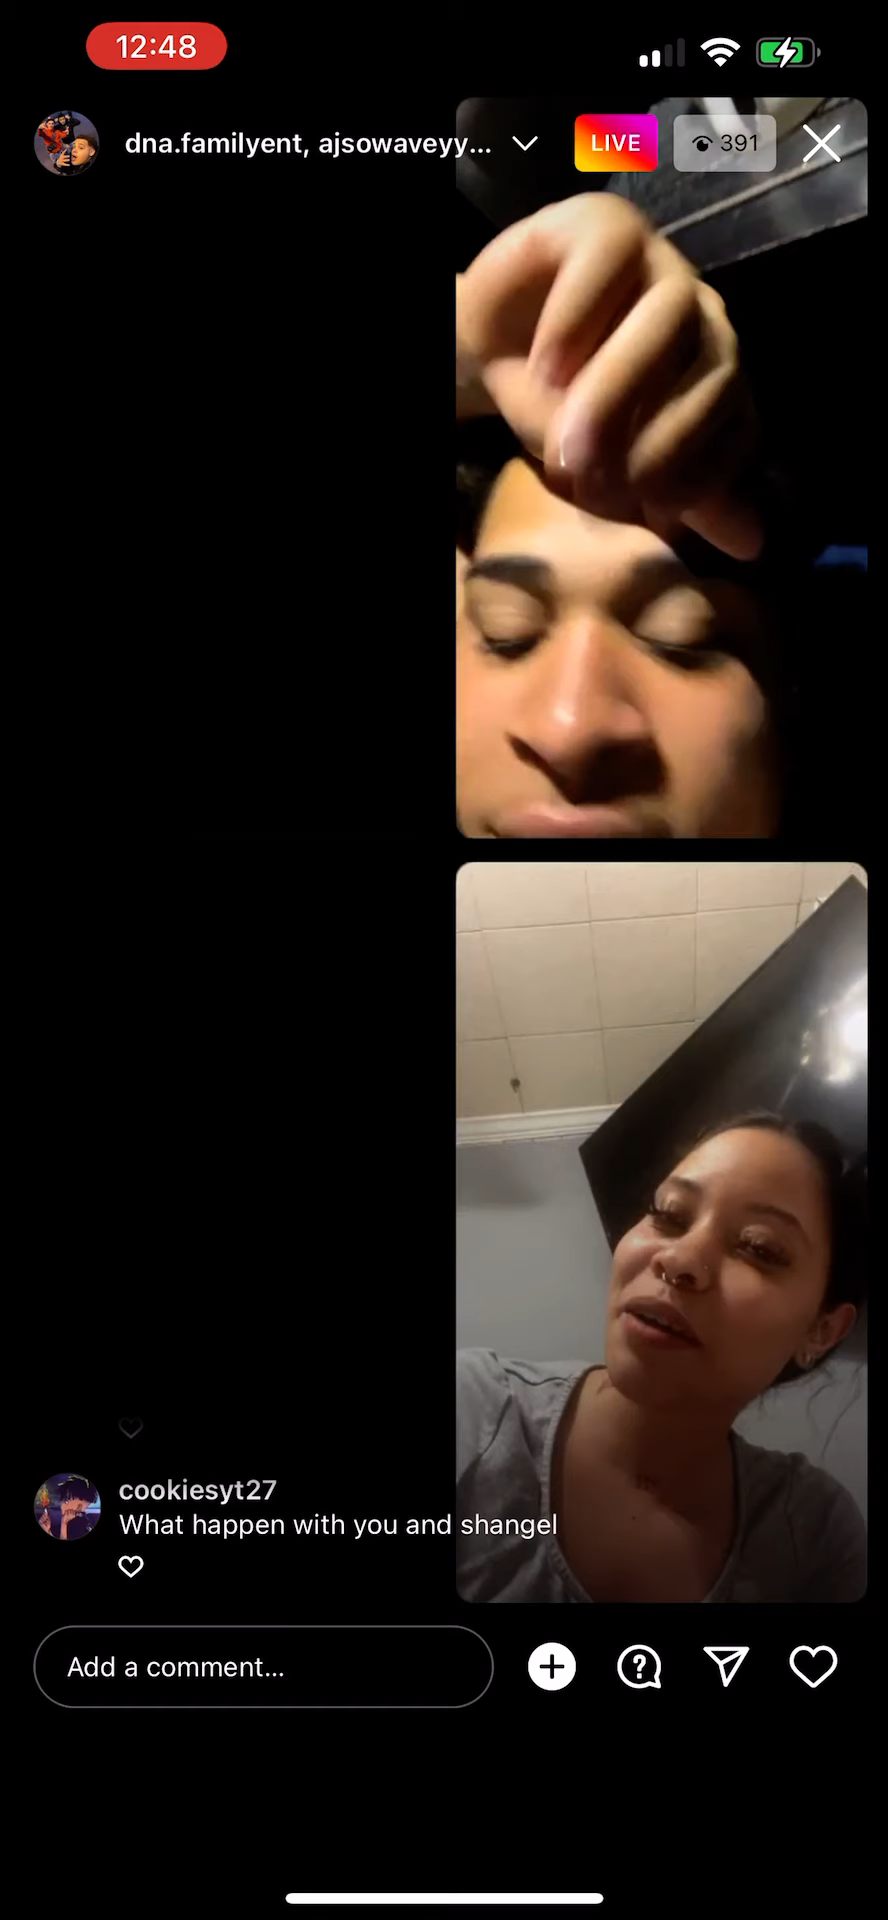 12:48
dna.familyent, ajsowaveyy...
LIVE
391
cookiesyt27
What happen with you and shangel
Add a comment...